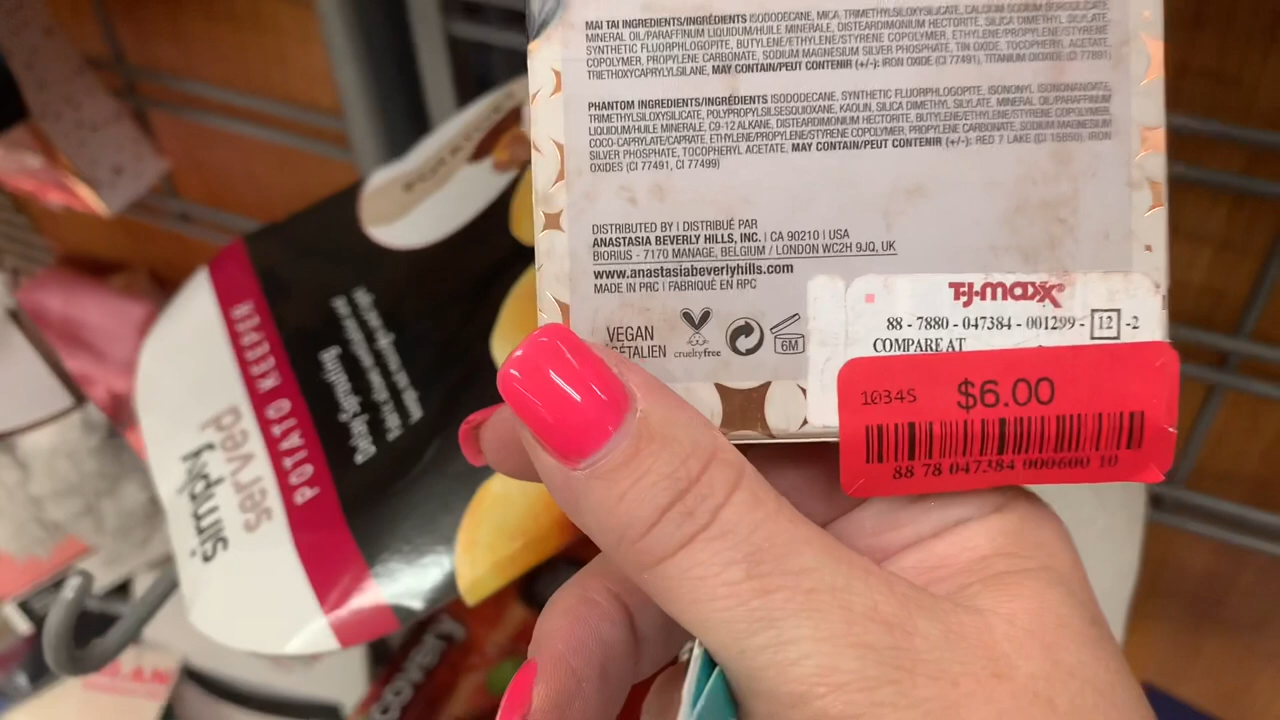 MAI TAI INGREDIENTS/INGRÉDIENTS ISODODECANE, MICA, TRIMETHYLSILOXYSILICATE, CALCIUM SODIUM BOROSILICATE,
MINERAL OIL/PARAFFINUM LIQUIDUM/HUILE MINERALE, DISTEARDIMONIUM HECTORITE, SILICA DIMETHYL SILYLATE,
SYNTHETIC FLUORPHLOGOPITE, BUTYLENE/ETHYLENE/STYRENE COPOLYMER, ETHYLENE/PROPYLENE/STYRENE
COPOLYMER, PROPYLENE CARBONATE, SODIUM MAGNESIUM SILVER PHOSPHATE, TIN OXIDE, TOCOPHERYL ACETATE,
TRIETHOXYCAPRYLYLSILANE, MAY CONTAIN/PEUT CONTENIR (+/-): IRON OXIDE (CI 77491), TITANIUM DIOXIDE (CI 77891)
PHANTOM INGREDIENTS/INGRÉDIENTS ISODODECANE, SYNTHETIC FLUORPHLOGOPITE, ISONONYL ISONONANOATE,
TRIMETHYLSILOXYSILICATE, POLYPROPYLSILSESQUIOXANE, KAOLIN, SILICA DIMETHYL SILYLATE, MINERAL OIL/PARAFFINUM
LIQUIDUM/HUILE MINERALE, C9-12 ALKANE, DISTEARDIMONIUM HECTORITE, BUTYLENE/ETHYLENE/STYRENE COPOLYMER,
COCO-CAPRYLATE/CAPRATE, ETHYLENE/PROPYLENE/STYRENE COPOLYMER, PROPYLENE CARBONATE, SODIUM MAGNESIUM
SILVER PHOSPHATE, TOCOPHERYL ACETATE. MAY CONTAIN/PEUT CONTENIR (+/-): RED 7 LAKE (CI 15850), IRON
OXIDES (CI 77491, CI 77499)
DISTRIBUTED BY | DISTRIBUÉ PAR
ANASTASIA BEVERLY HILLS, INC. | CA 90210 | USA
BIORIUS - 7170 MANAGE, BELGIUM / LONDON WC2H 9JQ, UK
www.anastasiabeverlyhills.com
MADE IN PRC | FABRIQUÉ EN RPC
VEGAN
crueltyfree
6M
T·J·maxx
88 - 7880 - 047384 - 001299 - 12 -2
COMPARE AT
1034S $6.00
88 78 047384 000600 10
simply
served
POTATO KEEPER
Delay Sprouting